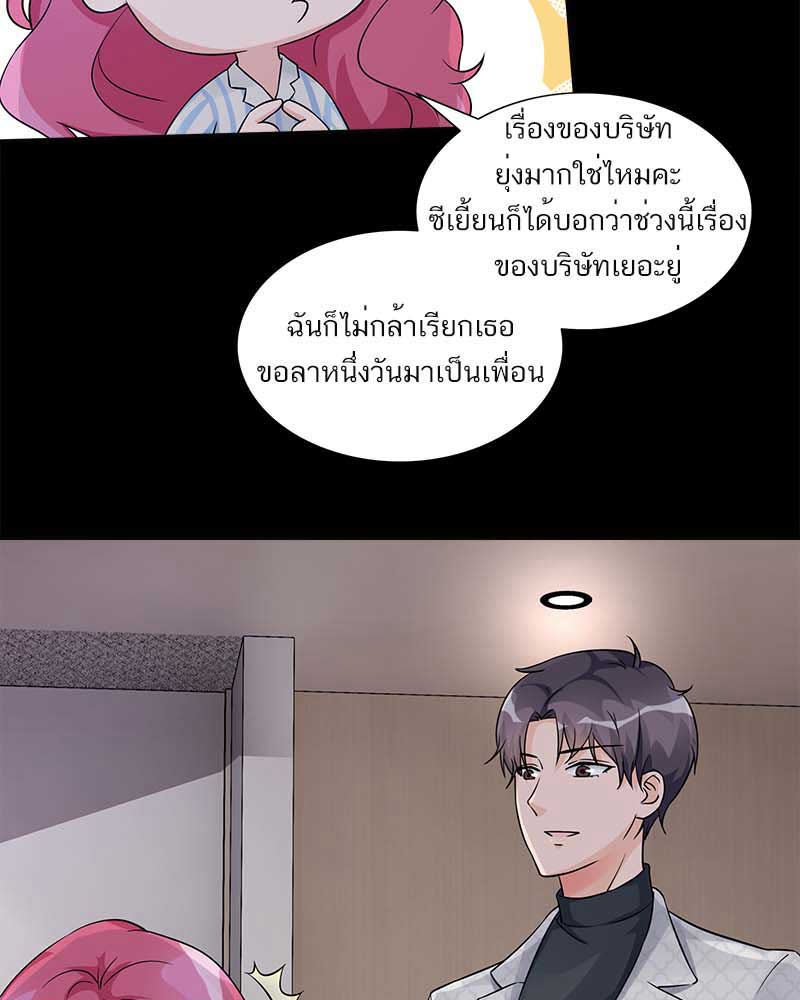 เรื่องของบริษัท
ยุ่งมากใช่ไหมคะ
ซีเยี้ยนก็ได้บอกว่าช่วงนี้เรื่อง
ของบริษัทเยอะยู่
ฉันก็ไม่กล้าเรียกเธอ
ขอลาหนึ่งวันมาเป็นเพื่อน